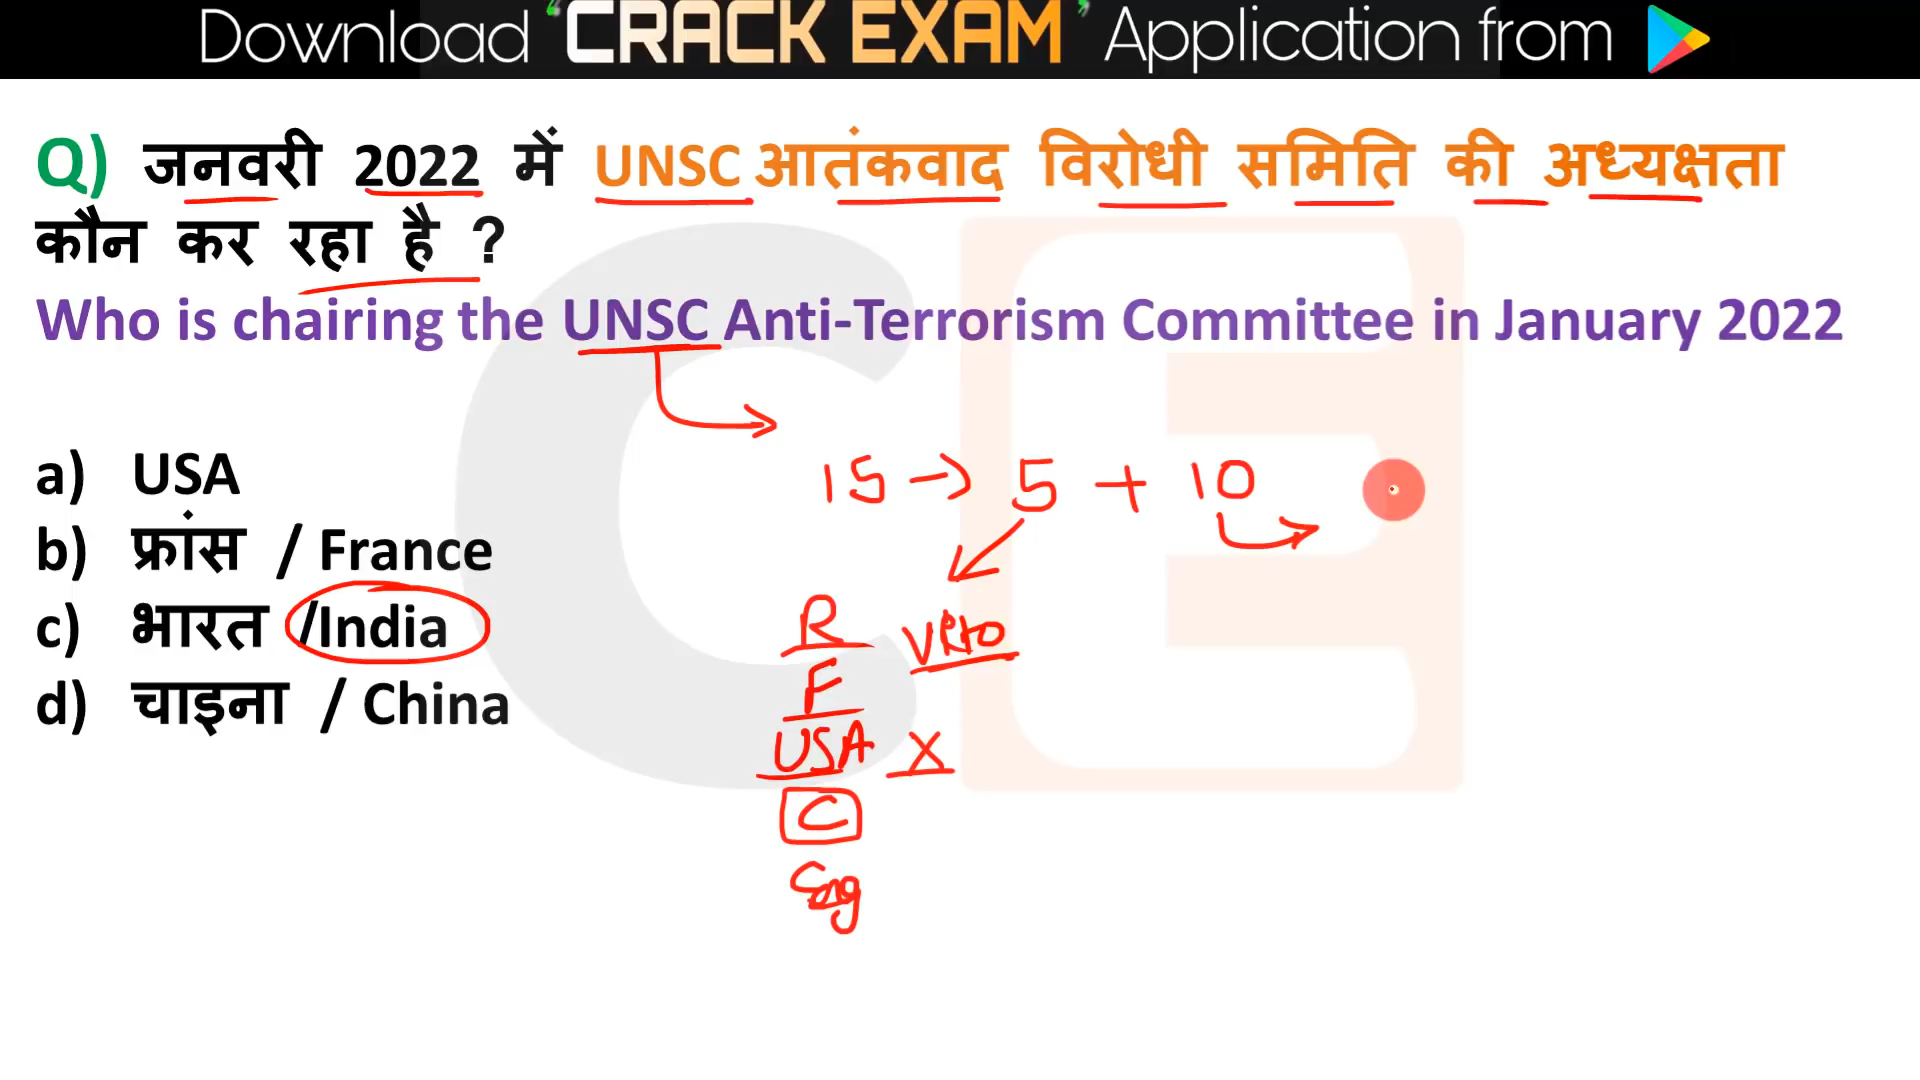 Download "CRACK EXAM" Application from
Q) जनवरी 2022 में UNSC आतंकवाद विरोधी समिति की अध्यक्षता
कौन कर रहा है ?
Who is chairing the UNSC Anti-Terrorism Committee in January 2022
a) USA
b) फ्रांस / France
c) भारत /India
d) चाइना / China
15 → 5 + 10
R
F
USA X
C
Eng